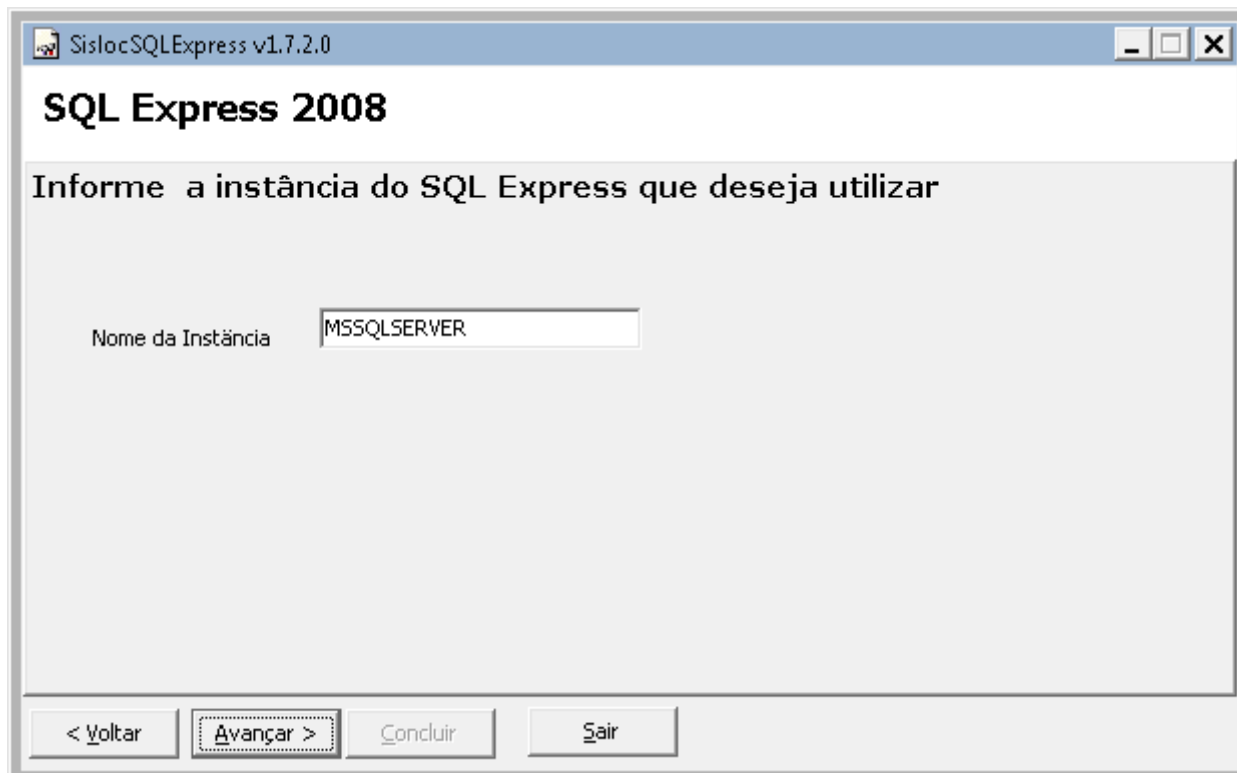 SislocSQLExpress v1.7.2.0
SQL Express 2008
Informe  a instância do SQL Express que deseja utilizar
Nome da Instäncia
MSSQLSERVER
< Voltar
Avançar >
Concluir
Sair